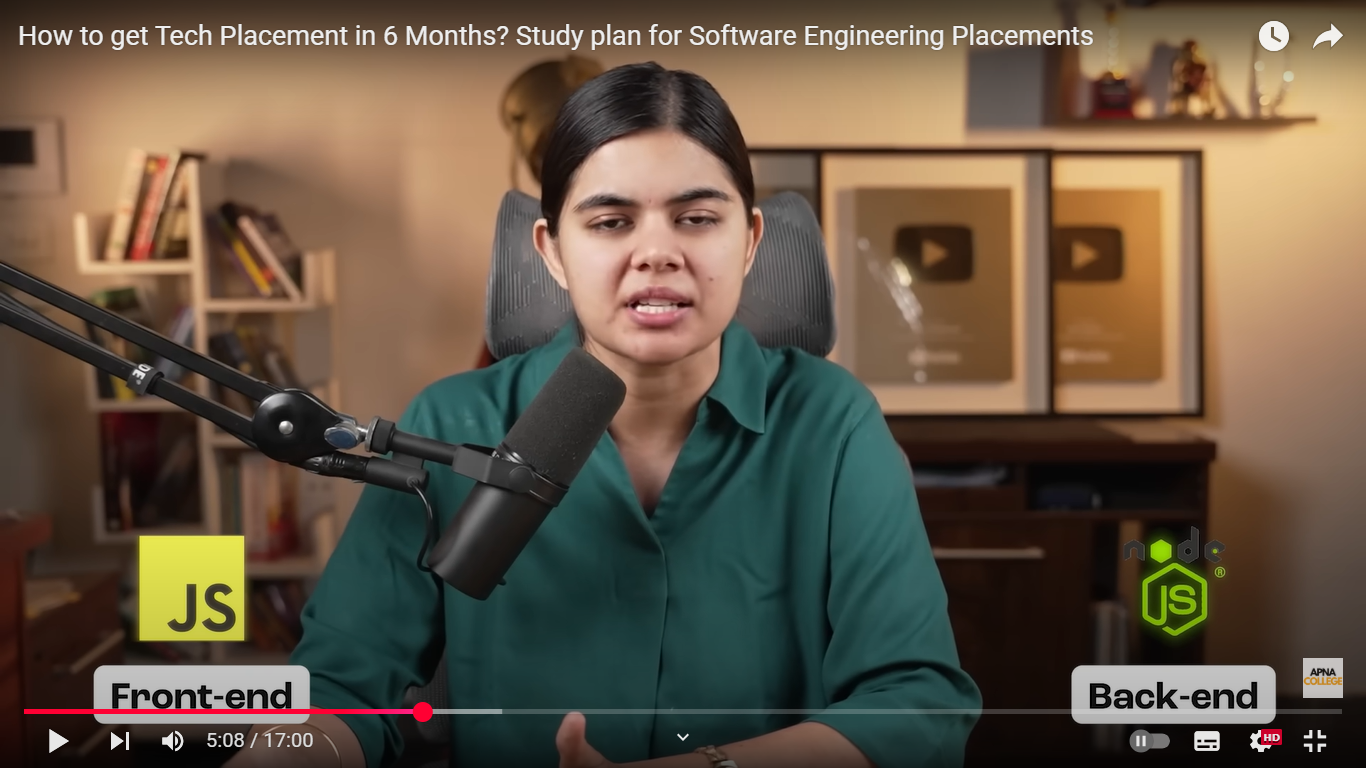 How to get Tech Placement in 6 Months? Study plan for Software Engineering Placements
DE
JS
node
JS
®
Front-end
Back-end
APNA
COLLEGE
5:08 / 17:00
HD